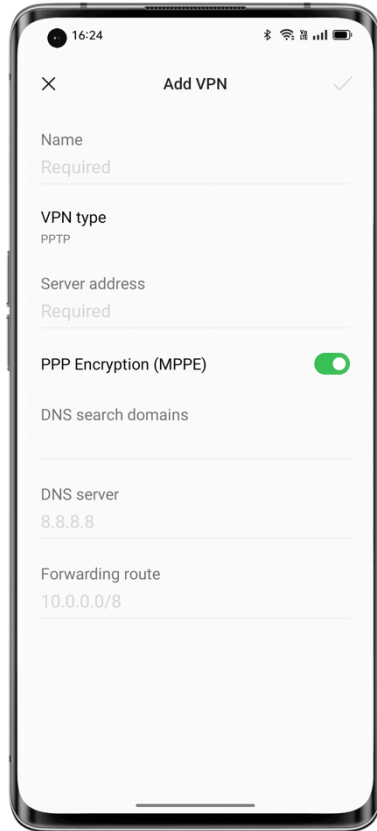 16:24
Add VPN
Name
Required
VPN type
PPTP
Server address
Required
PPP Encryption (MPPE)
DNS search domains
DNS server
8.8.8.8
Forwarding route
10.0.0.0/8